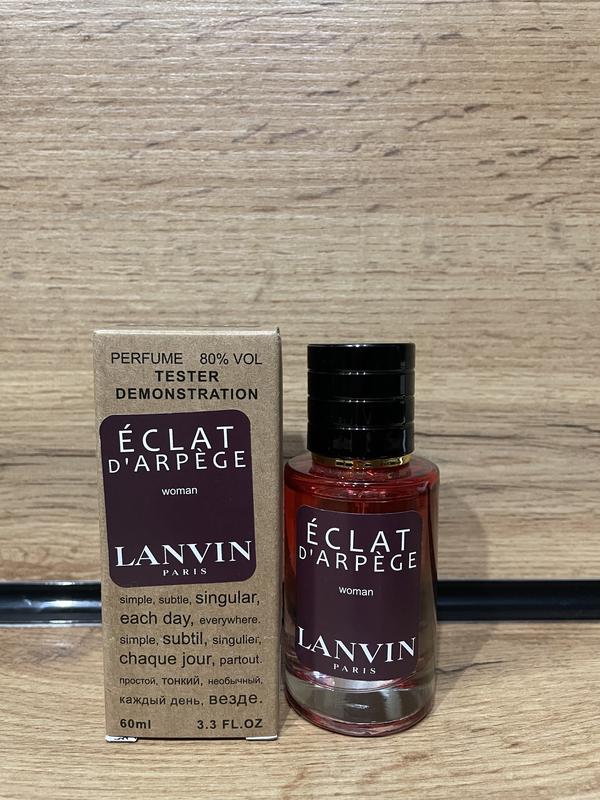 PERFUME 80% VOL
TESTER
DEMONSTRATION
ÉCLAT
D'ARPÈGE
woman
LANVIN
PARIS
simple, subtle, singular,
each day, everywhere.
simple, subtil, singulier,
chaque jour, partout.
простой, тонкий, необычный,
каждый день, везде.
60ml 3.3 FL.OZ
ÉCLAT
D'ARPÈGE
woman
LANVIN
PARIS